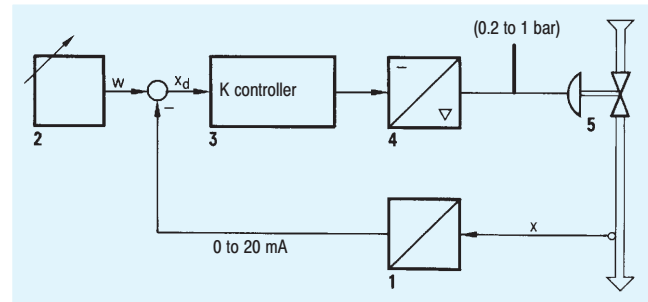 (0.2 to 1 bar)
w
x_d
−
K controller
−
2
3
4
5
x
0 to 20 mA
1